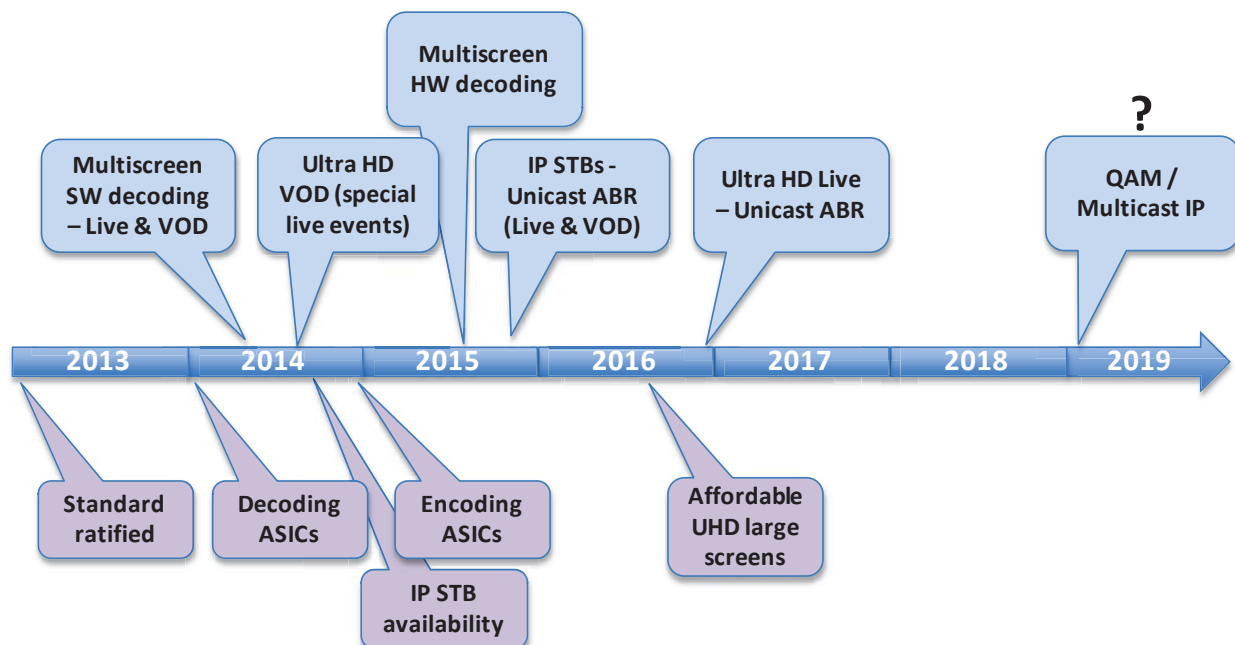 Multiscreen
HW decoding
?
Multiscreen
SW decoding
– Live & VOD
Ultra HD
VOD (special
live events)
IP STBs -
Unicast ABR
(Live & VOD)
Ultra HD Live
– Unicast ABR
QAM /
Multicast IP
2013
2014
2015
2016
2017
2018
2019
Standard
ratified
Decoding
ASICs
Encoding
ASICs
Affordable
UHD large
screens
IP STB
availability